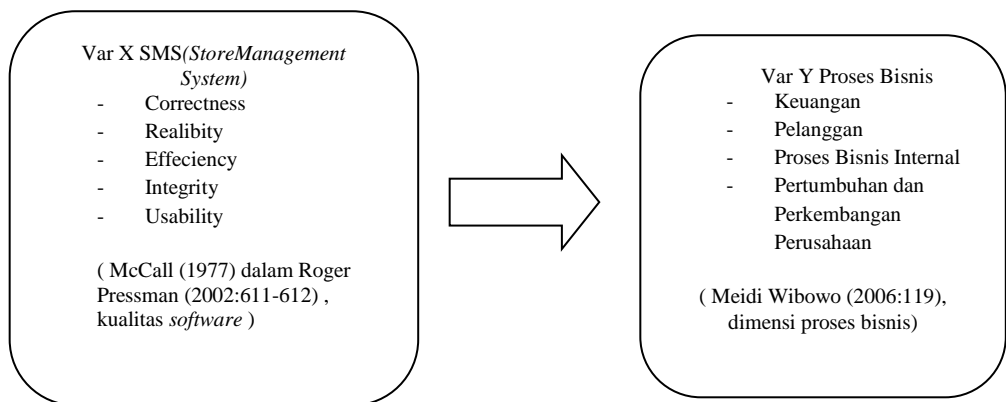 Var X SMS(StoreManagement
System)
- Correctness
- Realibity
- Effeciency
- Integrity
- Usability
( McCall (1977) dalam Roger
Pressman (2002:611-612) ,
kualitas software )
Var Y Proses Bisnis
- Keuangan
- Pelanggan
- Proses Bisnis Internal
- Pertumbuhan dan
Perkembangan
Perusahaan
( Meidi Wibowo (2006:119),
dimensi proses bisnis)